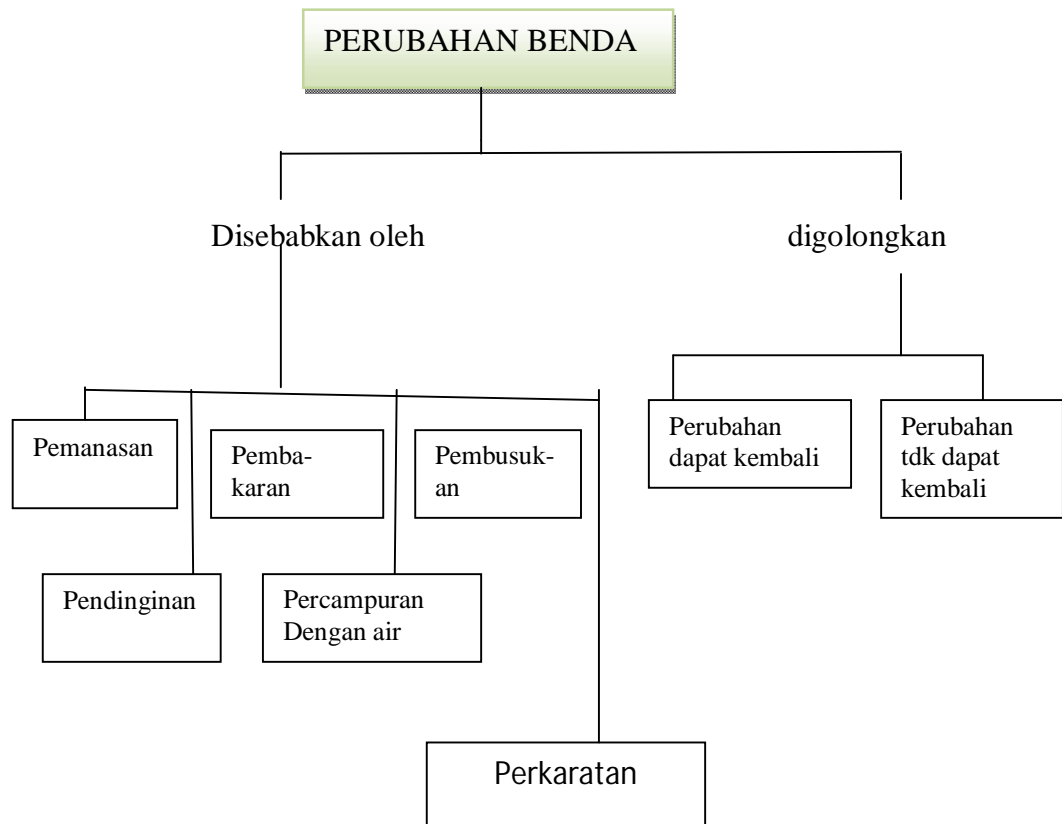 PERUBAHAN BENDA
Disebabkan oleh
digolongkan
Pemanasan
Pemba-
karan
Pembusuk-
an
Perubahan
dapat kembali
Perubahan
tdk dapat
kembali
Pendinginan
Percampuran
Dengan air
Perkaratan